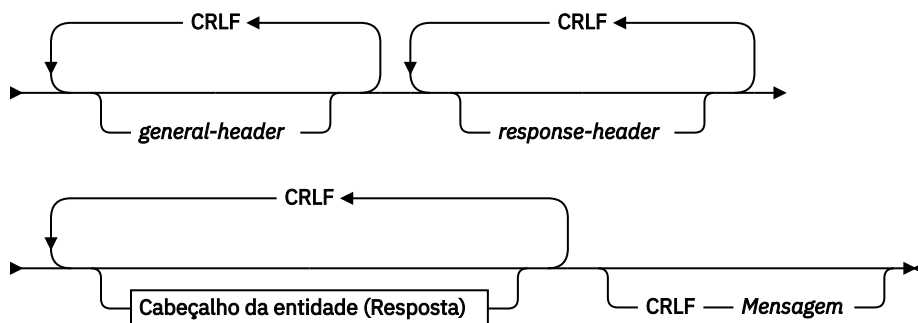 CRLF CRLF
general-header response-header
CRLF
Cabeçalho da entidade (Resposta) CRLF Mensagem